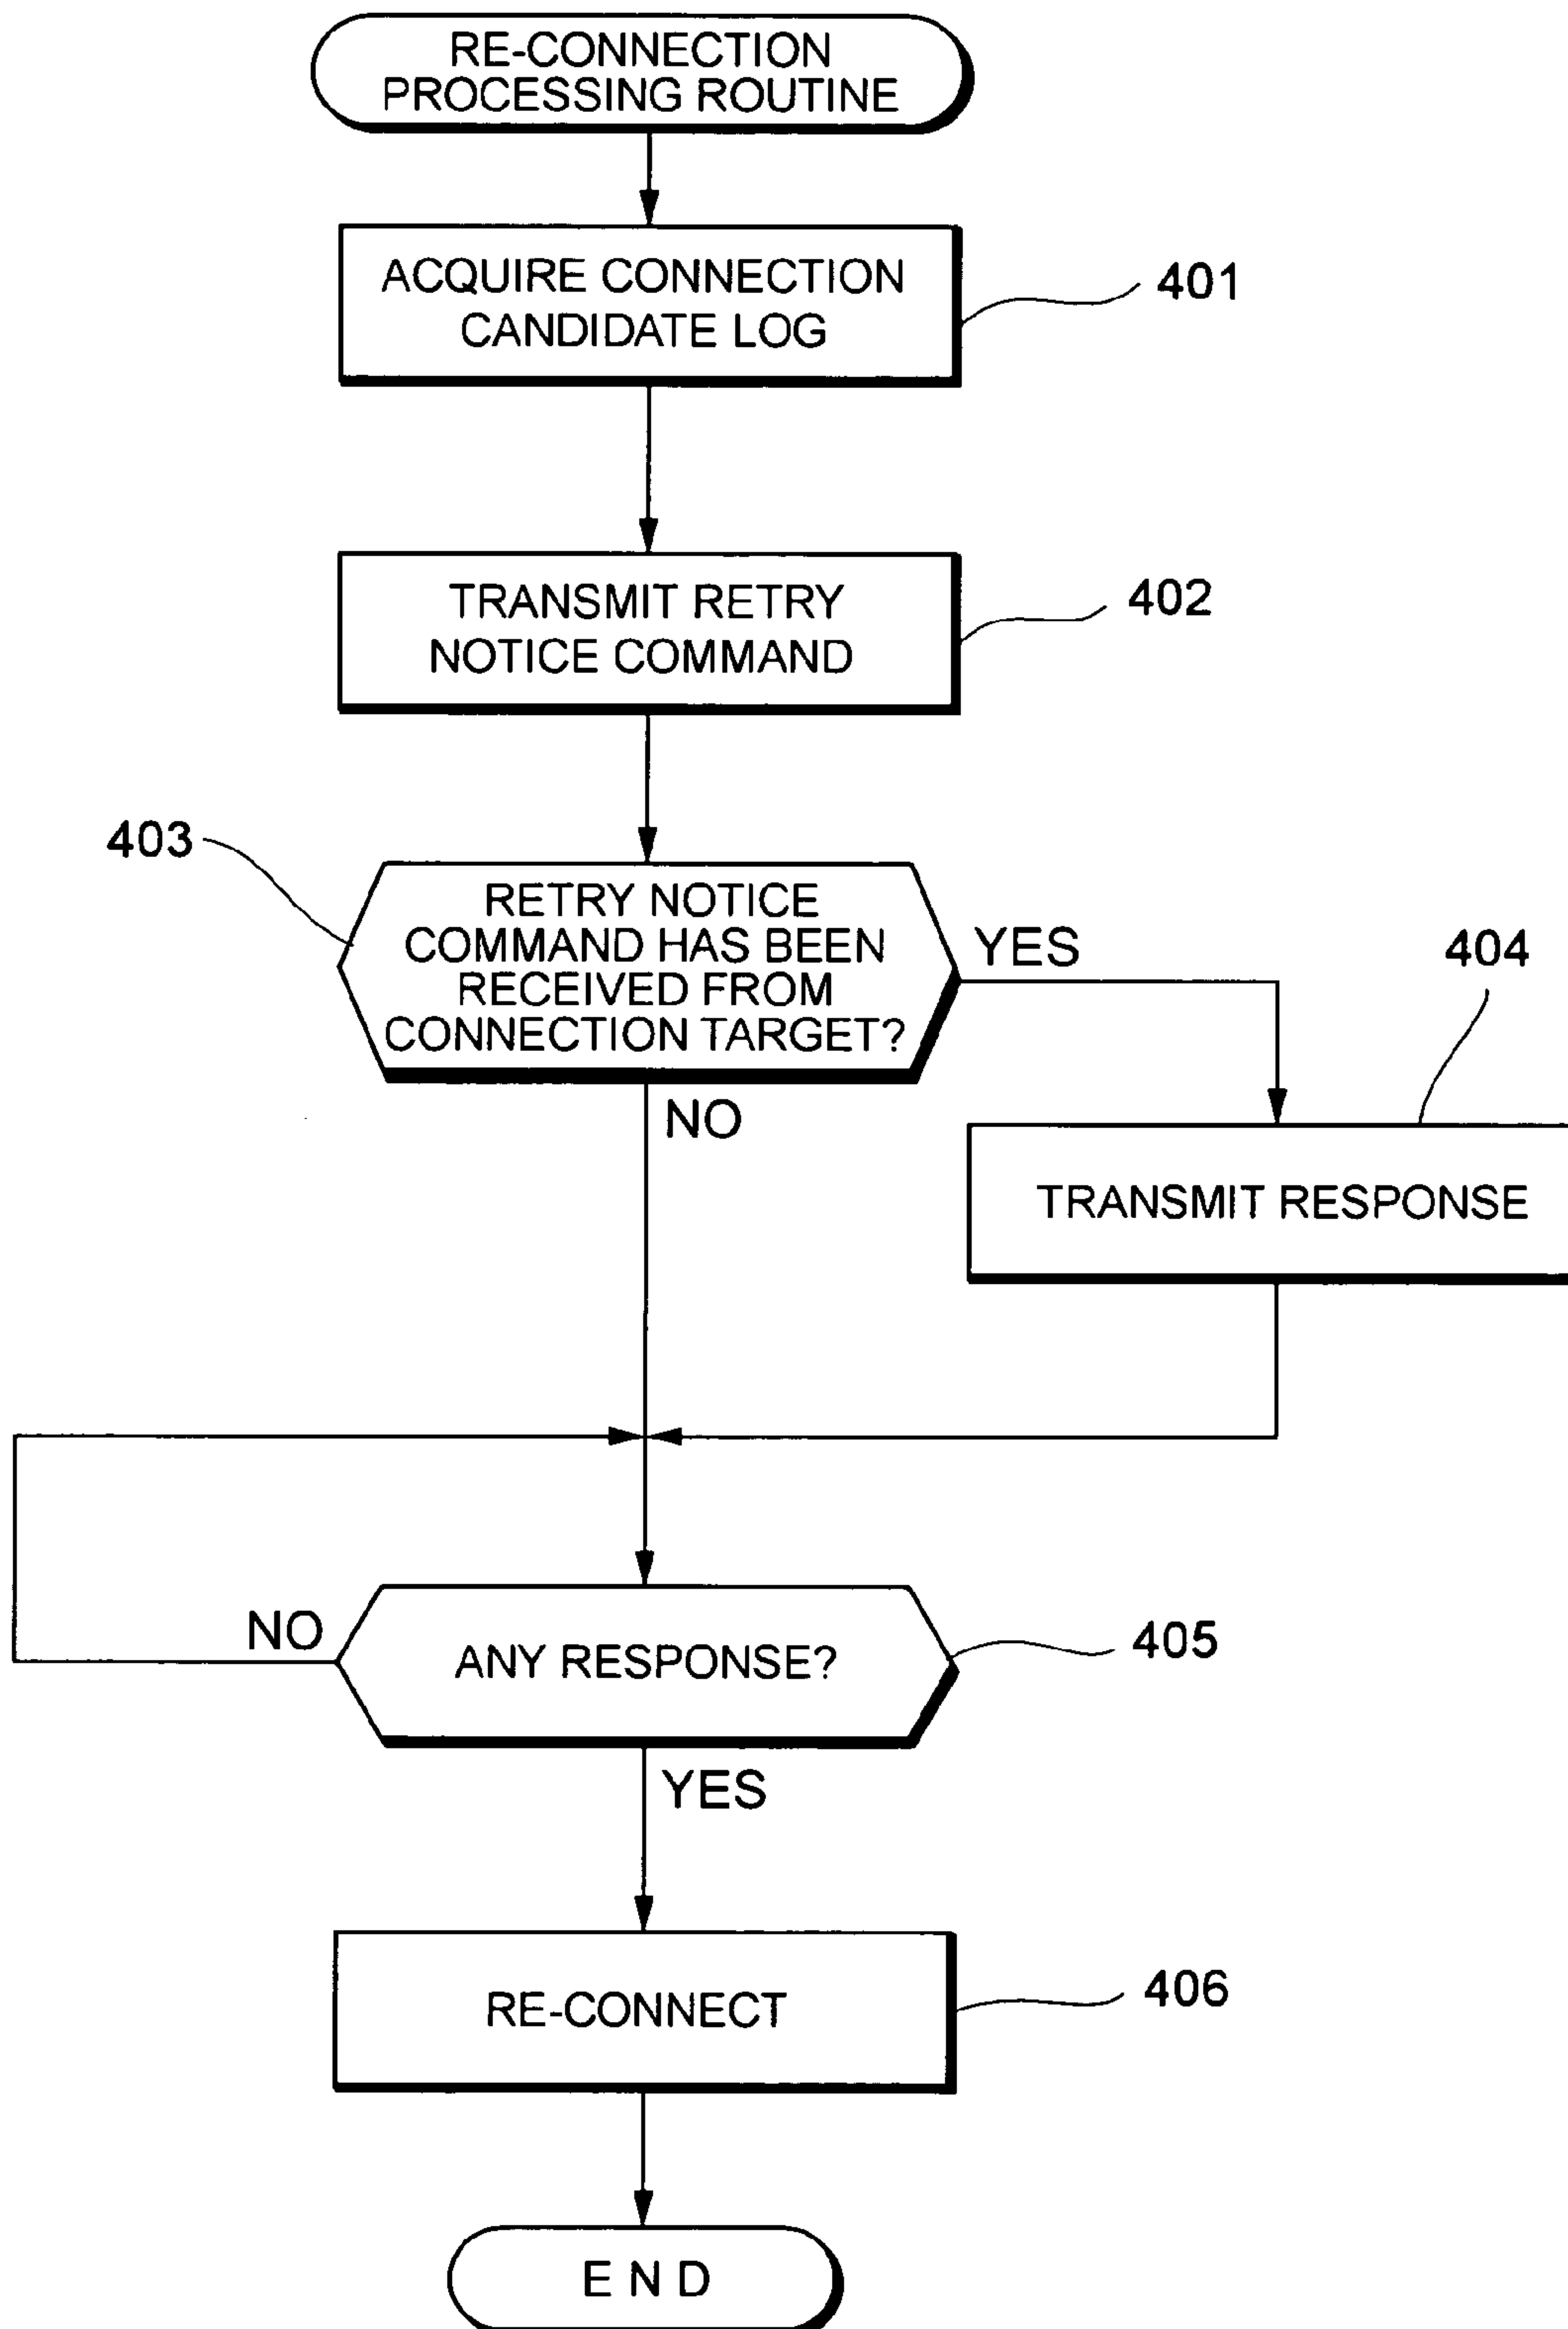 RE-CONNECTION
PROCESSING ROUTINE
ACQUIRE CONNECTION
CANDIDATE LOG
401
TRANSMIT RETRY
NOTICE COMMAND
402
403
RETRY NOTICE
COMMAND HAS BEEN
RECEIVED FROM
CONNECTION TARGET?
YES
404
NO
TRANSMIT RESPONSE
NO
ANY RESPONSE?
405
YES
RE-CONNECT
406
E N D